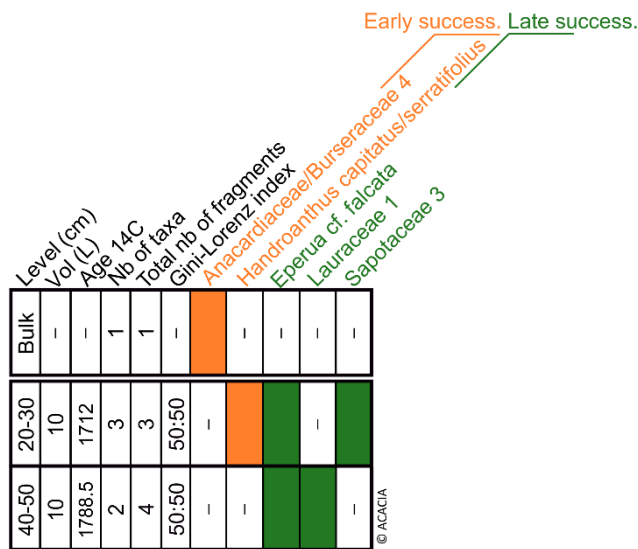 Early success. Late success.
Level (cm)
Vol (L)
Age 14C
Nb of taxa
Total nb of fragments
Gini-Lorenz index
Anacardiaceae/Burseraceae 4
Handroanthus capitatus/serratifolius
Eperua cf. falcata
Lauraceae 1
Sapotaceae 3
Bulk – – 1 1 – – – – –
20-30 10 1712 3 3 50:50 – –
40-50 10 1788.5 2 4 50:50 – – –
© ACACIA